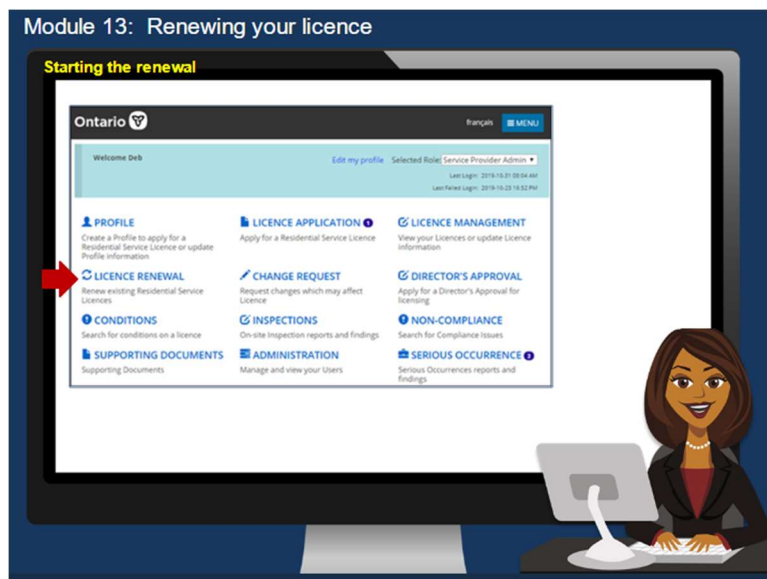 Module 13: Renewing your licence
Starting the renewal
Ontario
français MENU
Welcome Deb
Edit my profile Selected Role: Service Provider Admin
Last Login: 2019-10-31 08:04 AM
Last Failed Login: 2019-10-23 16:52 PM
PROFILE
Create a Profile to apply for a
Residential Service Licence or update
Profile information
LICENCE APPLICATION 1
Apply for a Residential Service Licence
LICENCE MANAGEMENT
View your Licences or update Licence
information
LICENCE RENEWAL
Renew existing Residential Service
Licences
CHANGE REQUEST
Request changes which may affect
Licence
DIRECTOR'S APPROVAL
Apply for a Director's Approval for
licensing
CONDITIONS
Search for conditions on a licence
INSPECTIONS
On-site Inspection reports and findings
NON-COMPLIANCE
Search for Compliance Issues
SUPPORTING DOCUMENTS
Supporting Documents
ADMINISTRATION
Manage and view your Users
SERIOUS OCCURRENCE 2
Serious Occurrences reports and
findings